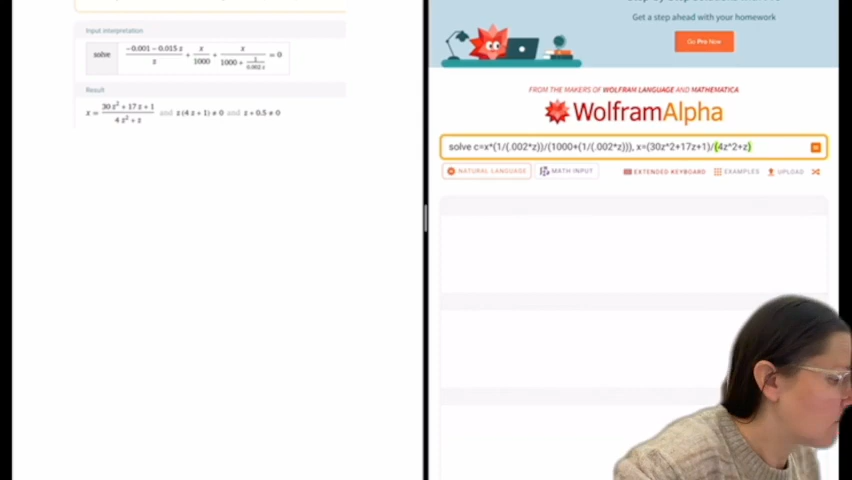 Get a step ahead with your homework
Go Pro Now
FROM THE MAKERS OF WOLFRAM LANGUAGE AND MATHEMATICA
WolframAlpha
solve c=x*(1/(.002*z))/(1000+(1/(.002*z))), x=(30z^2+17z+1)/(4z^2+z)
NATURAL LANGUAGE
MATH INPUT
EXTENDED KEYBOARD
EXAMPLES
UPLOAD
Input interpretation
solve (-0.001 - 0.015 z)/z + x/1000 + x/(1000 + 1/(0.002 z)) = 0
Result
x = (30 z² + 17 z + 1)/(4 z² + z) and z (4 z + 1) ≠ 0 and z + 0.5 ≠ 0